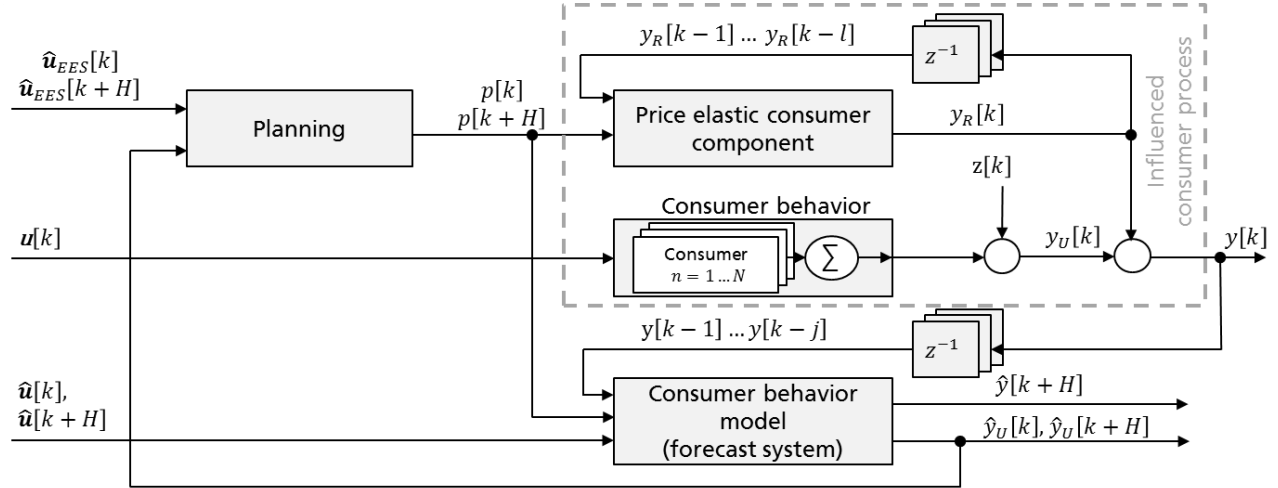 û_EES[k]
û_EES[k + H]
Planning
p[k]
p[k + H]
y_R[k − 1] … y_R[k − l]
z⁻¹
Price elastic consumer
component
y_R[k]
Influenced
consumer process
z[k]
Consumer behavior
u[k]
Consumer
n = 1 … N
∑
y_U[k]
y[k]
y[k − 1] … y[k − j]
z⁻¹
û[k],
û[k + H]
Consumer behavior
model
(forecast system)
ŷ[k + H]
ŷ_U[k], ŷ_U[k + H]